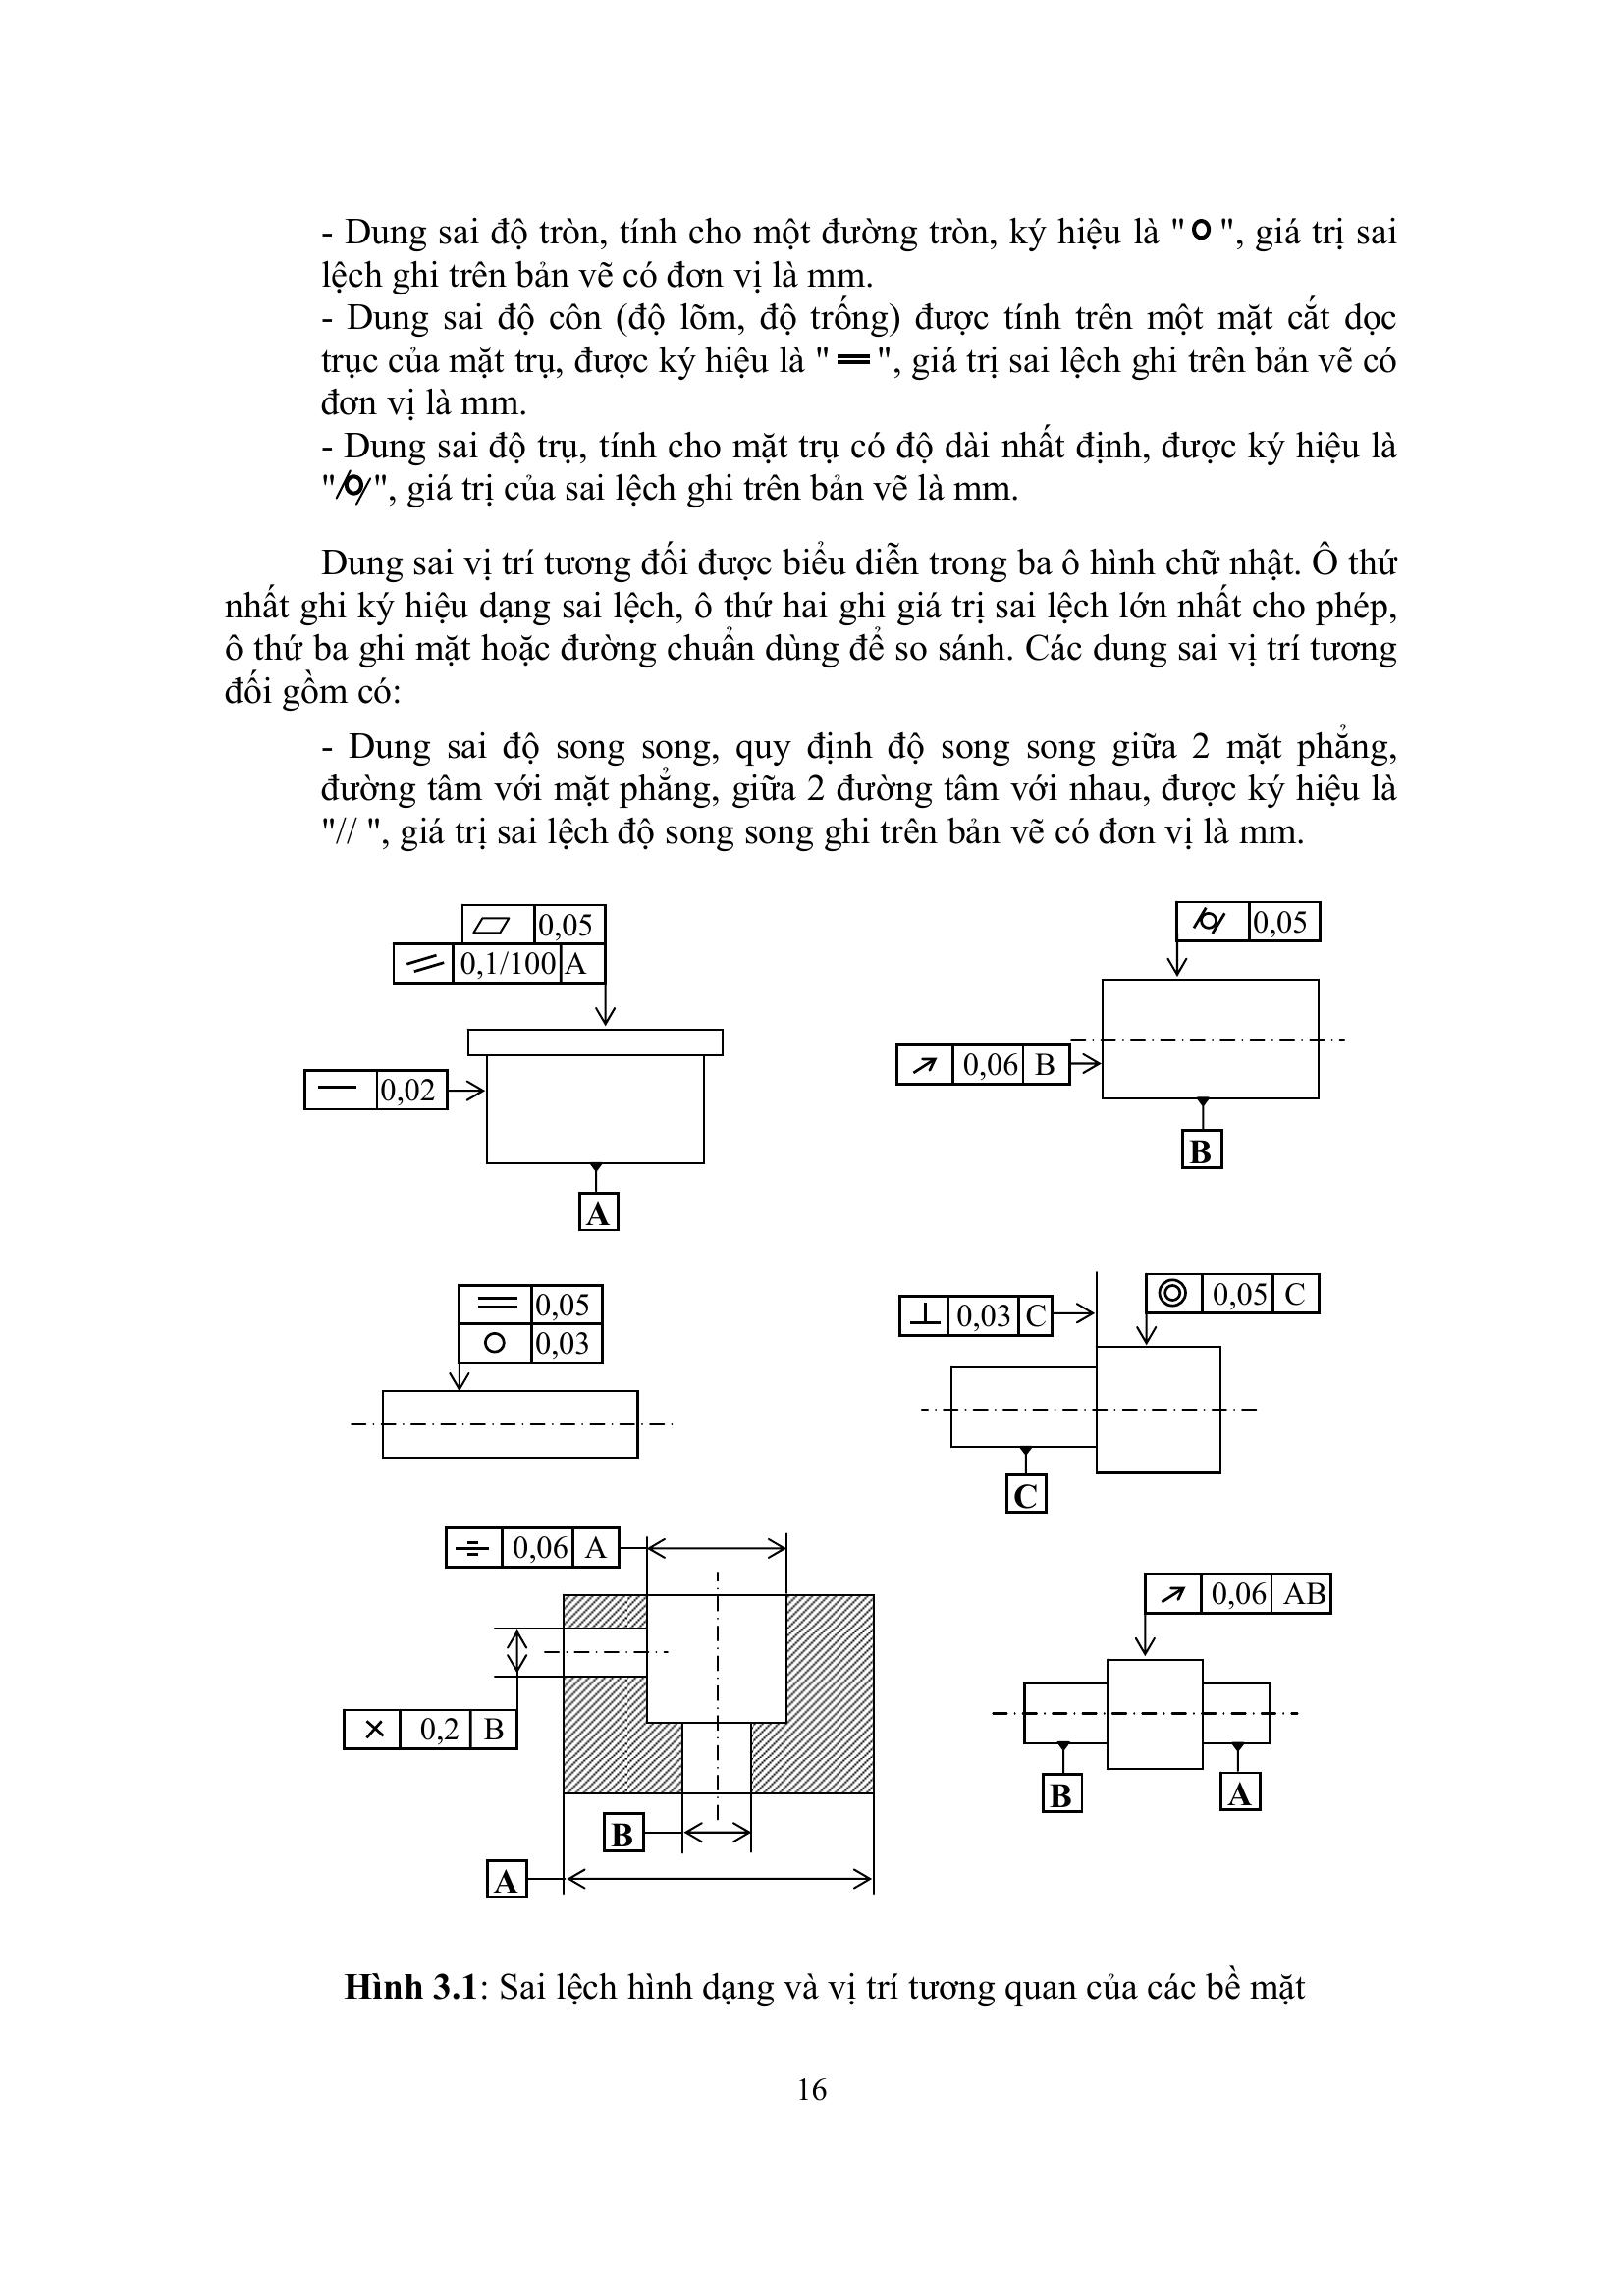 - Dung sai độ tròn, tính cho một đường tròn, ký hiệu là "○", giá trị sai
lệch ghi trên bản vẽ có đơn vị là mm.
- Dung sai độ côn (độ lõm, độ trống) được tính trên một mặt cắt dọc
trục của mặt trụ, được ký hiệu là "=", giá trị sai lệch ghi trên bản vẽ có
đơn vị là mm.
- Dung sai độ trụ, tính cho mặt trụ có độ dài nhất định, được ký hiệu là
"⌭", giá trị của sai lệch ghi trên bản vẽ là mm.
Dung sai vị trí tương đối được biểu diễn trong ba ô hình chữ nhật. Ô thứ
nhất ghi ký hiệu dạng sai lệch, ô thứ hai ghi giá trị sai lệch lớn nhất cho phép,
ô thứ ba ghi mặt hoặc đường chuẩn dùng để so sánh. Các dung sai vị trí tương
đối gồm có:
- Dung sai độ song song, quy định độ song song giữa 2 mặt phẳng,
đường tâm với mặt phẳng, giữa 2 đường tâm với nhau, được ký hiệu là
"// ", giá trị sai lệch độ song song ghi trên bản vẽ có đơn vị là mm.
0,05
0,1/100 A
0,02
A
0,05
0,06 B
B
0,05
0,03
0,03 C
0,05 C
C
0,06 A
0,2 B
B
A
0,06 AB
B
A
Hình 3.1: Sai lệch hình dạng và vị trí tương quan của các bề mặt
16